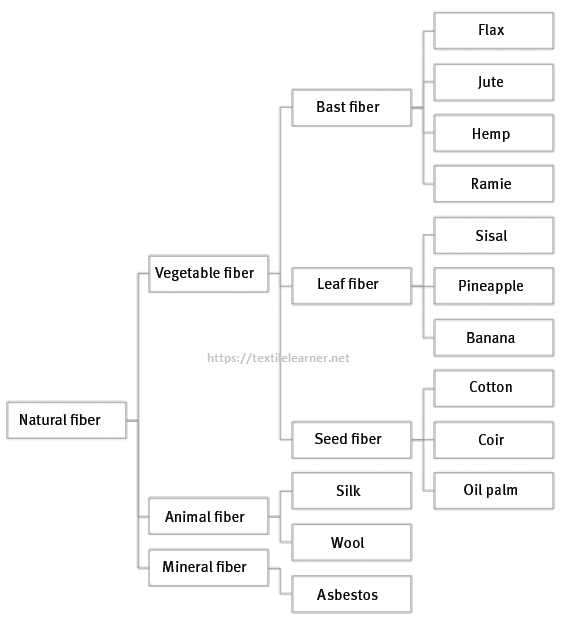 Flax
Jute
Bast fiber
Hemp
Ramie
Sisal
Vegetable fiber
Leaf fiber
Pineapple
Banana
https://textilelearner.net
Cotton
Natural fiber
Seed fiber
Coir
Oil palm
Silk
Animal fiber
Wool
Mineral fiber
Asbestos